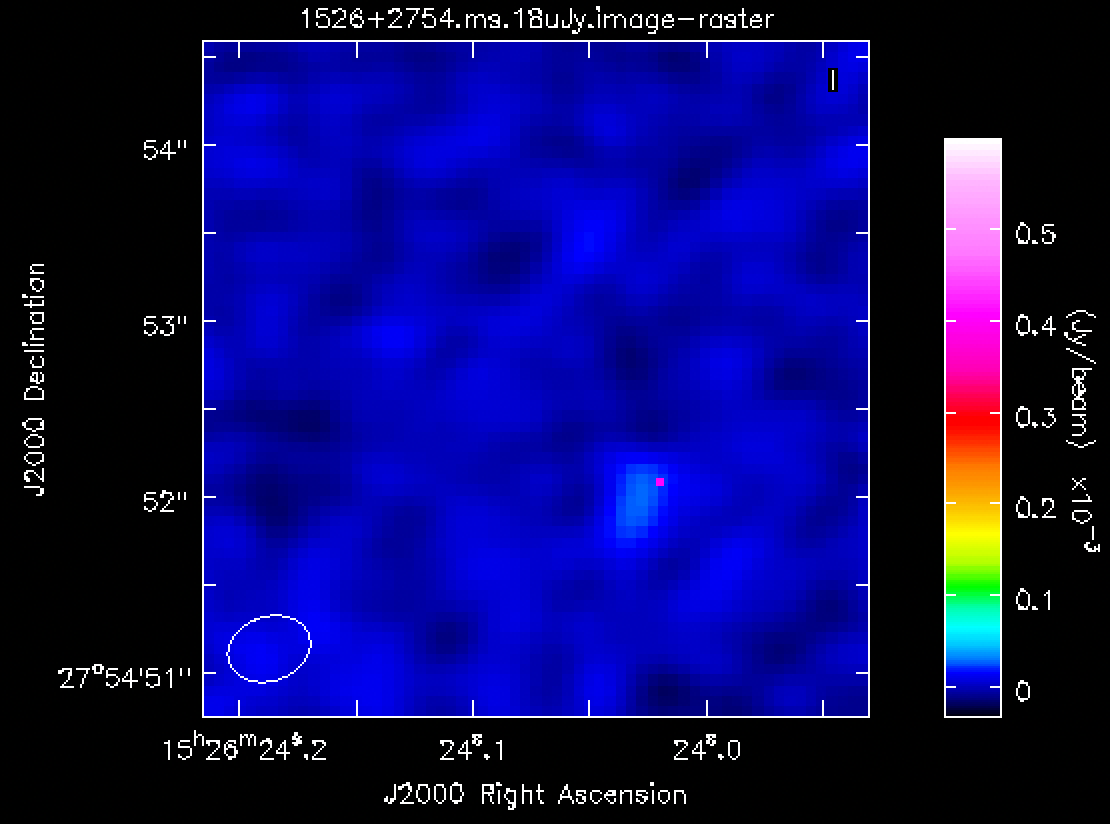 1526+2754.ms.18uJy.image-raster
I
54"
53"
52"
27°54'51"
J2000 Declination
15ʰ26ᵐ24ˢ.2
24ˢ.1
24ˢ.0
J2000 Right Ascension
0.5
0.4
0.3
0.2
0.1
0
(Jy/beam) x10⁻³